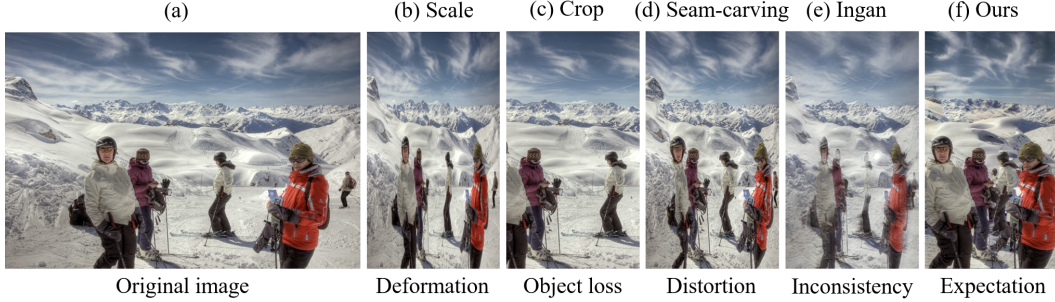 (a) (b) Scale (c) Crop (d) Seam-carving (e) Ingan (f) Ours
Original image Deformation Object loss Distortion Inconsistency Expectation